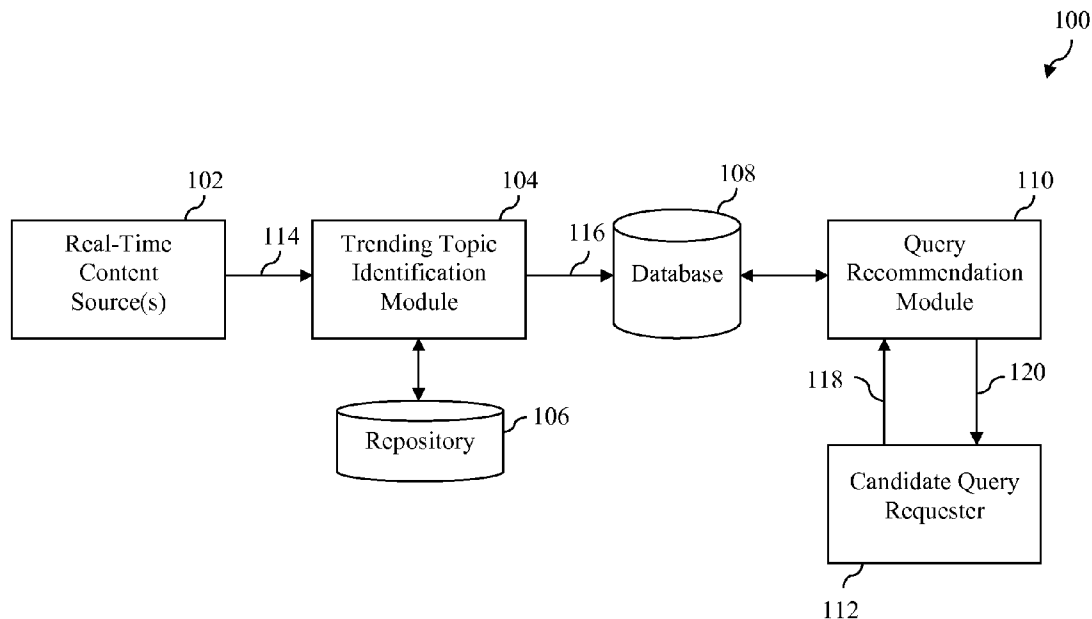 100
102
104
108
110
Real-Time
Content
Source(s)
114
Trending Topic
Identification
Module
116
Database
Query
Recommendation
Module
118
120
Repository
106
Candidate Query
Requester
112